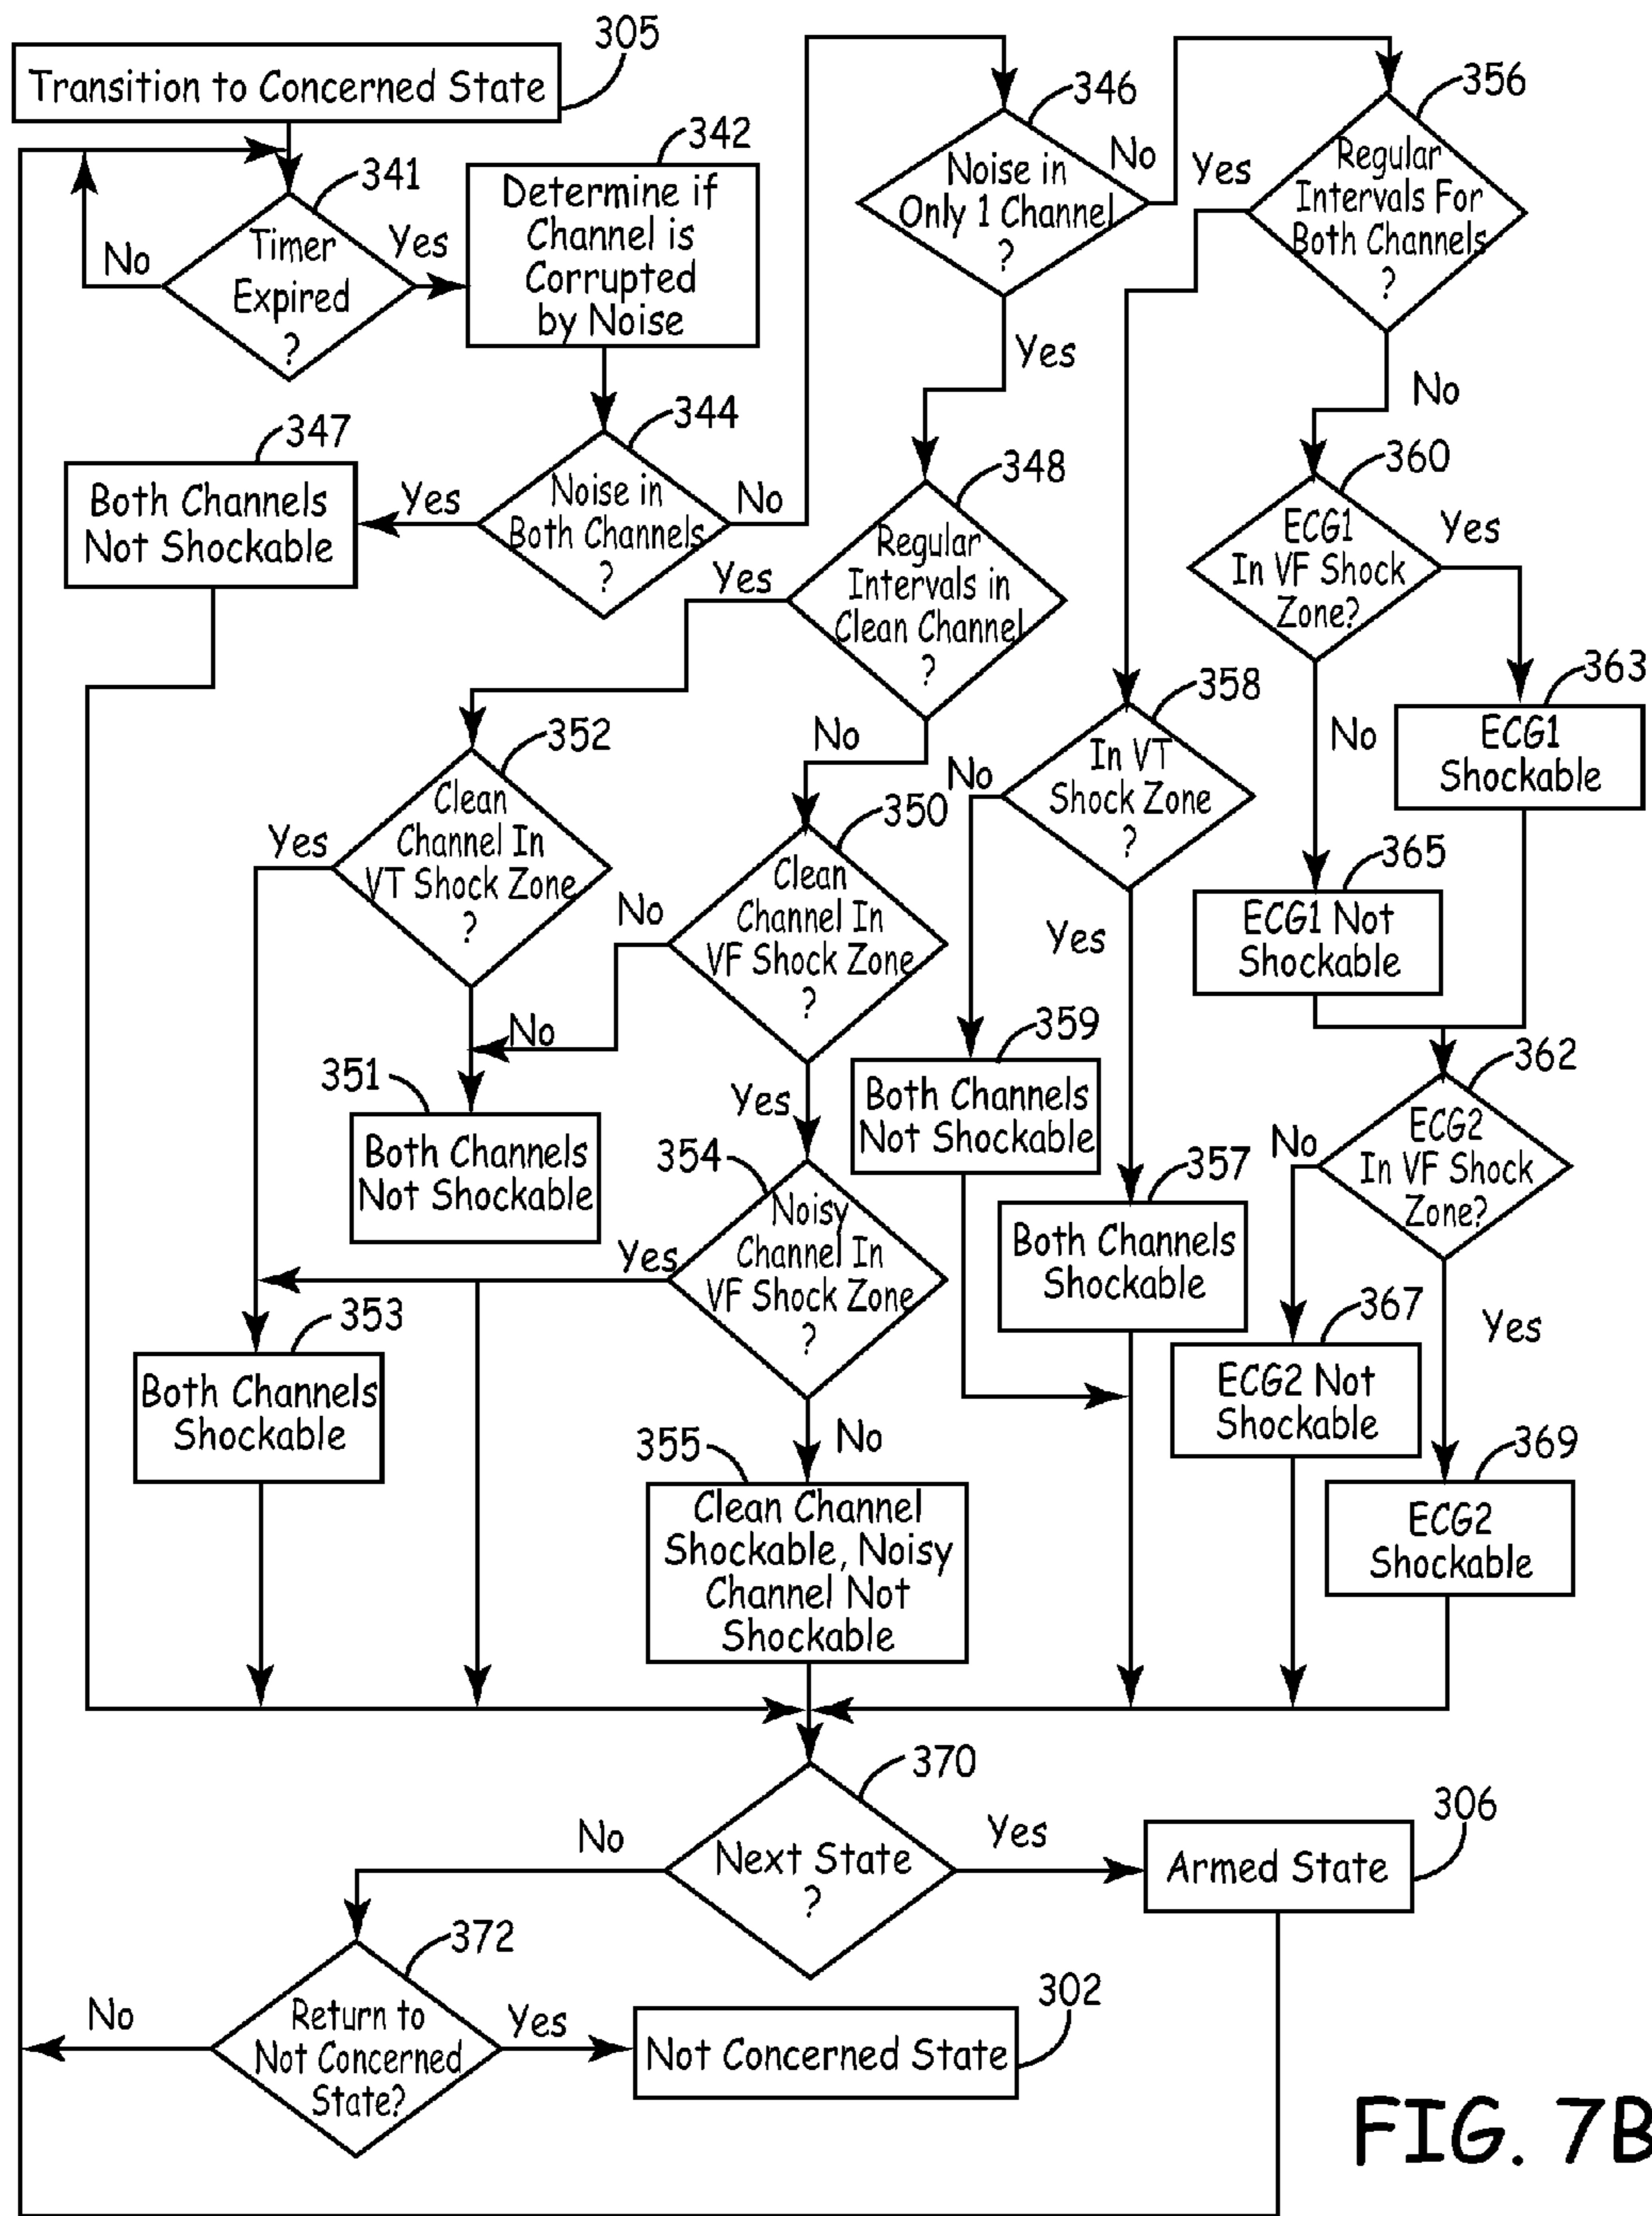 305
Transition to Concerned State
341
Timer
Expired
?
No
Yes
342
Determine if
Channel is
Corrupted
by Noise
344
Noise in
Both Channels
?
Yes
No
347
Both Channels
Not Shockable
346
Noise in
Only 1 Channel
?
No
Yes
356
Regular
Intervals For
Both Channels
?
Yes
No
348
Regular
Intervals in
Clean Channel
?
Yes
No
360
ECG1
In VF Shock
Zone?
Yes
No
363
ECG1
Shockable
352
Clean
Channel In
VT Shock Zone
?
Yes
No
350
Clean
Channel In
VF Shock Zone
?
No
Yes
358
In VT
Shock Zone
?
No
Yes
365
ECG1 Not
Shockable
351
Both Channels
Not Shockable
359
Both Channels
Not Shockable
362
ECG2
In VF Shock
Zone?
No
Yes
354
Noisy
Channel In
VF Shock Zone
?
Yes
No
357
Both Channels
Shockable
353
Both Channels
Shockable
367
ECG2 Not
Shockable
355
Clean Channel
Shockable, Noisy
Channel Not
Shockable
369
ECG2
Shockable
370
Next State
?
No
Yes
306
Armed State
372
Return to
Not Concerned
State?
No
Yes
302
Not Concerned State
FIG. 7B